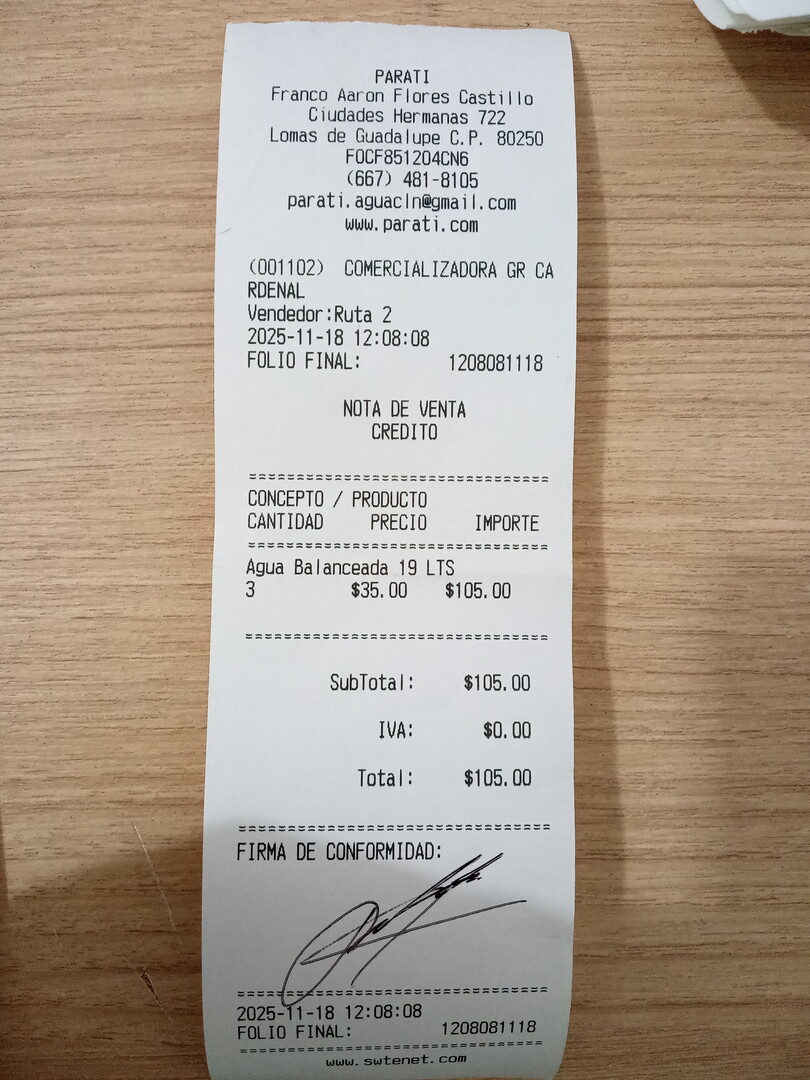 PARATI
Franco Aaron Flores Castillo
Ciudades Hermanas 722
Lomas de Guadalupe C.P. 80250
FOCF851204CN6
(667) 481-8105
parati.aguacln@gmail.com
www.parati.com
(001102) COMERCIALIZADORA GR CA
RDENAL
Vendedor:Ruta 2
2025-11-18 12:08:08
FOLIO FINAL: 1208081118
NOTA DE VENTA
CREDITO
CONCEPTO / PRODUCTO
CANTIDAD PRECIO IMPORTE
Agua Balanceada 19 LTS
3 $35.00 $105.00
SubTotal: $105.00
IVA: $0.00
Total: $105.00
FIRMA DE CONFORMIDAD:
2025-11-18 12:08:08
FOLIO FINAL: 1208081118
www.swtenet.com